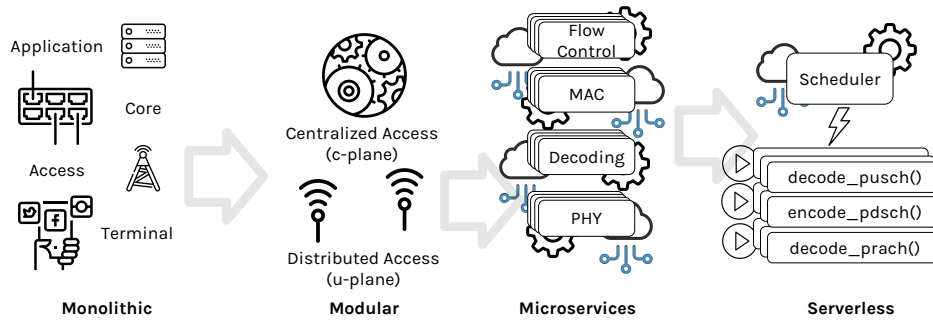 Application
Core
Access
Terminal
Monolithic
Centralized Access
(c-plane)
Distributed Access
(u-plane)
Modular
Flow
Control
MAC
Decoding
PHY
Microservices
Scheduler
decode_pusch()
encode_pdsch()
decode_prach()
Serverless